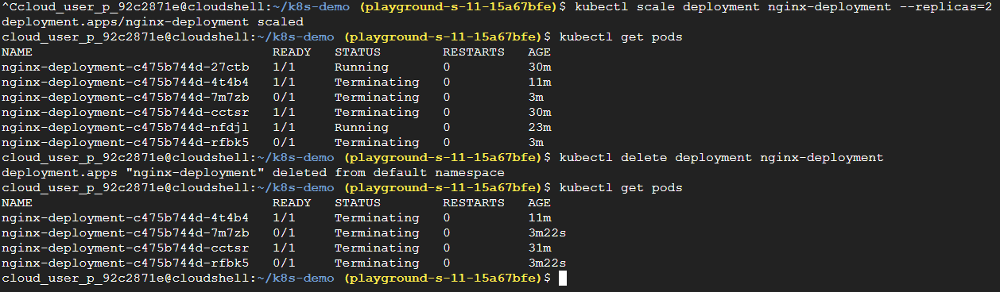 ^Ccloud_user_p_92c2871e@cloudshell:~/k8s-demo (playground-s-11-15a67bfe)$ kubectl scale deployment nginx-deployment --replicas=2
deployment.apps/nginx-deployment scaled
cloud_user_p_92c2871e@cloudshell:~/k8s-demo (playground-s-11-15a67bfe)$ kubectl get pods
NAME                               READY   STATUS        RESTARTS   AGE
nginx-deployment-c475b744d-27ctb   1/1     Running       0          30m
nginx-deployment-c475b744d-4t4b4   1/1     Terminating   0          11m
nginx-deployment-c475b744d-7m7zb   0/1     Terminating   0          3m
nginx-deployment-c475b744d-cctsr   1/1     Terminating   0          30m
nginx-deployment-c475b744d-nfdjl   1/1     Running       0          23m
nginx-deployment-c475b744d-rfbk5   0/1     Terminating   0          3m
cloud_user_p_92c2871e@cloudshell:~/k8s-demo (playground-s-11-15a67bfe)$ kubectl delete deployment nginx-deployment
deployment.apps "nginx-deployment" deleted from default namespace
cloud_user_p_92c2871e@cloudshell:~/k8s-demo (playground-s-11-15a67bfe)$ kubectl get pods
NAME                               READY   STATUS        RESTARTS   AGE
nginx-deployment-c475b744d-4t4b4   1/1     Terminating   0          11m
nginx-deployment-c475b744d-7m7zb   0/1     Terminating   0          3m22s
nginx-deployment-c475b744d-cctsr   1/1     Terminating   0          31m
nginx-deployment-c475b744d-rfbk5   0/1     Terminating   0          3m22s
cloud_user_p_92c2871e@cloudshell:~/k8s-demo (playground-s-11-15a67bfe)$